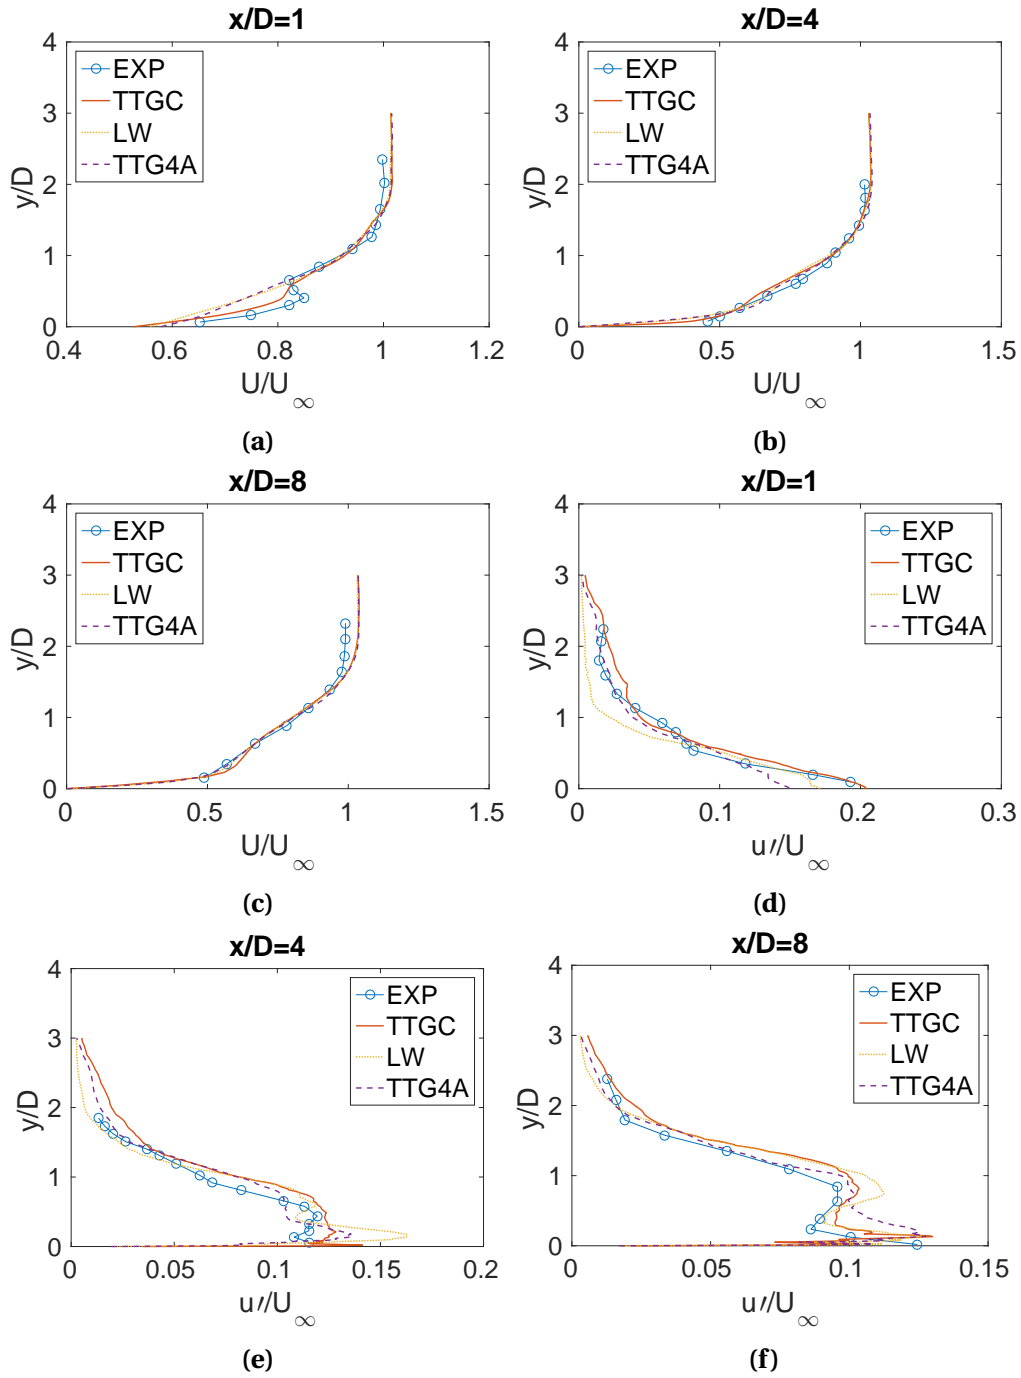 x/D=1
4
3
2
1
0
y/D
EXP
TTGC
LW
TTG4A
0.4
0.6
0.8
1
1.2
U/U∞
(a)
x/D=4
4
3
2
1
0
y/D
EXP
TTGC
LW
TTG4A
0
0.5
1
1.5
U/U∞
(b)
x/D=8
4
3
2
1
0
y/D
EXP
TTGC
LW
TTG4A
0
0.5
1
1.5
U/U∞
(c)
x/D=1
4
3
2
1
0
y/D
EXP
TTGC
LW
TTG4A
0
0.1
0.2
0.3
u′/U∞
(d)
x/D=4
4
3
2
1
0
y/D
EXP
TTGC
LW
TTG4A
0
0.05
0.1
0.15
0.2
u′/U∞
(e)
x/D=8
4
3
2
1
0
y/D
EXP
TTGC
LW
TTG4A
0
0.05
0.1
0.15
u′/U∞
(f)